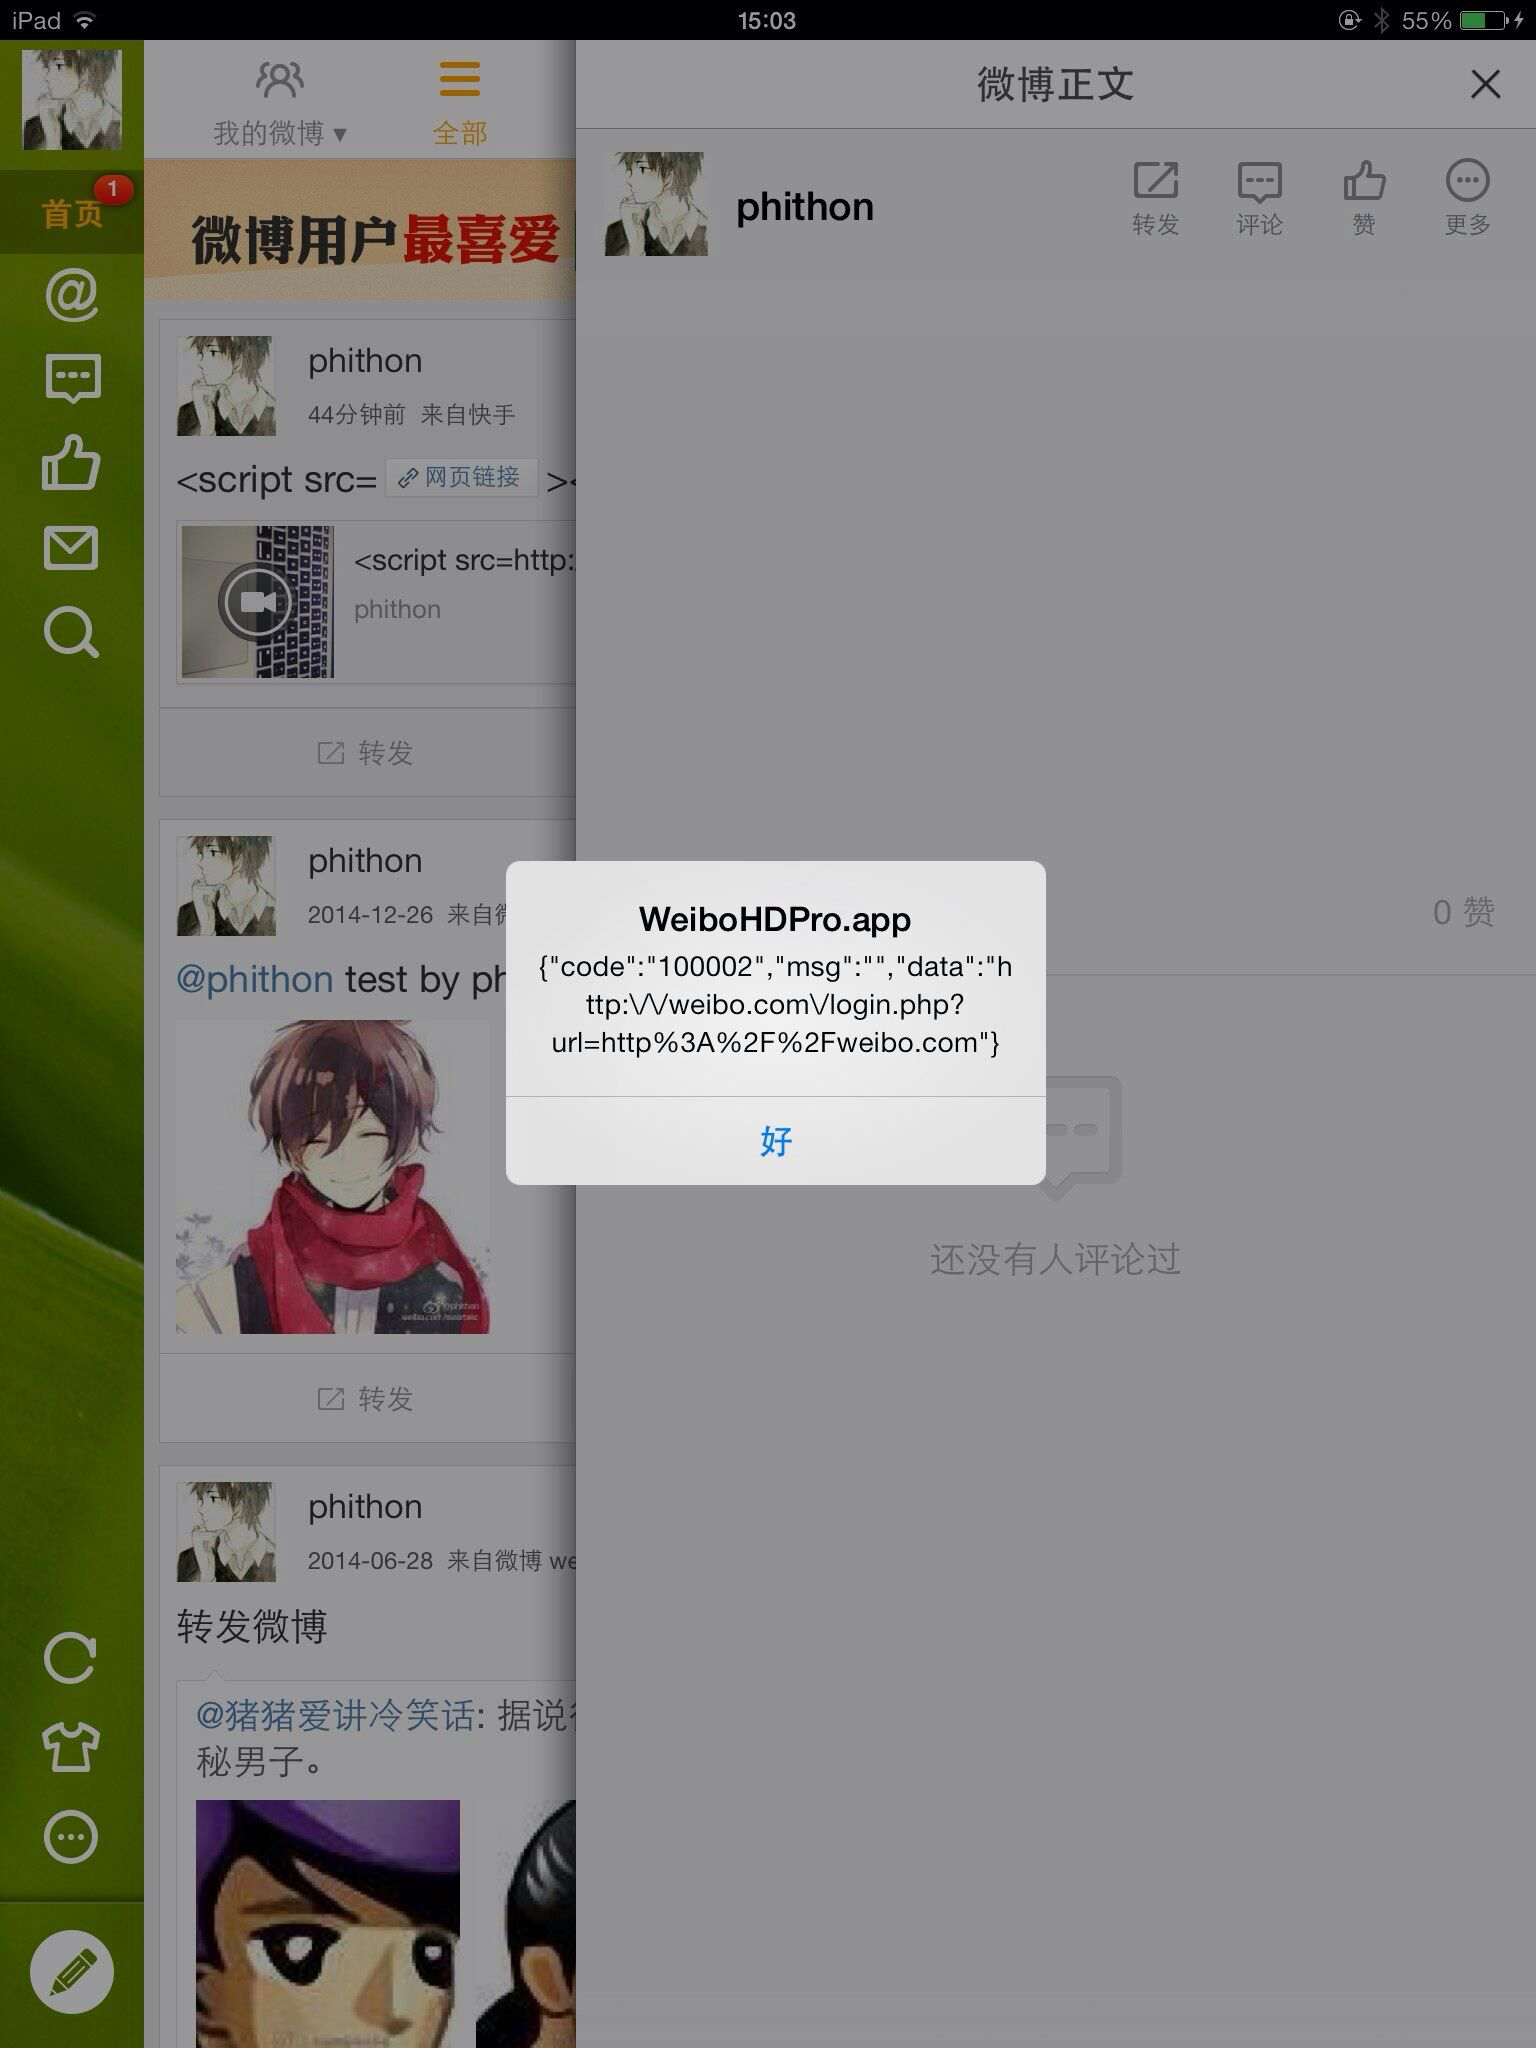 iPad
15:03
55%
1
首页
我的微博 ▾
全部
微博用户最喜爱
phithon
44分钟前 来自快手
<script src= 网页链接 ><
<script src=http:
phithon
转发
phithon
2014-12-26 来自微
@phithon test by ph
@phithon
转发
phithon
2014-06-28 来自微博 we
转发微博
@猪猪爱讲冷笑话: 据说
秘男子。
微博正文
phithon
转发
评论
赞
更多
0 赞
还没有人评论过
WeiboHDPro.app
{"code":"100002","msg":"","data":"h
ttp:\/\/weibo.com\/login.php?
url=http%3A%2F%2Fweibo.com"}
好